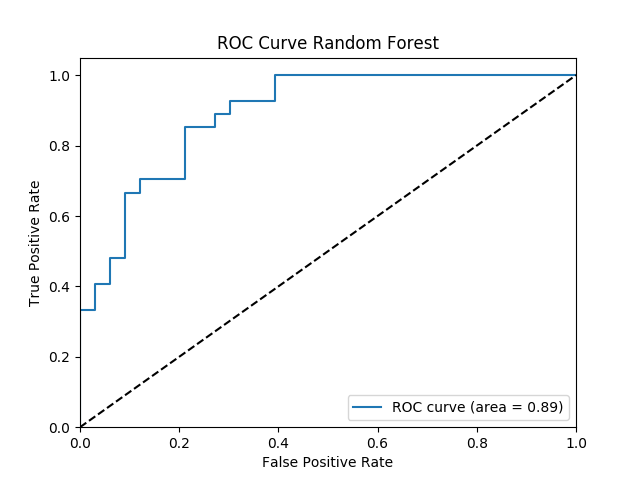 ROC Curve Random Forest
True Positive Rate
1.0
0.8
0.6
0.4
0.2
0.0
0.0 0.2 0.4 0.6 0.8 1.0
False Positive Rate
ROC curve (area = 0.89)